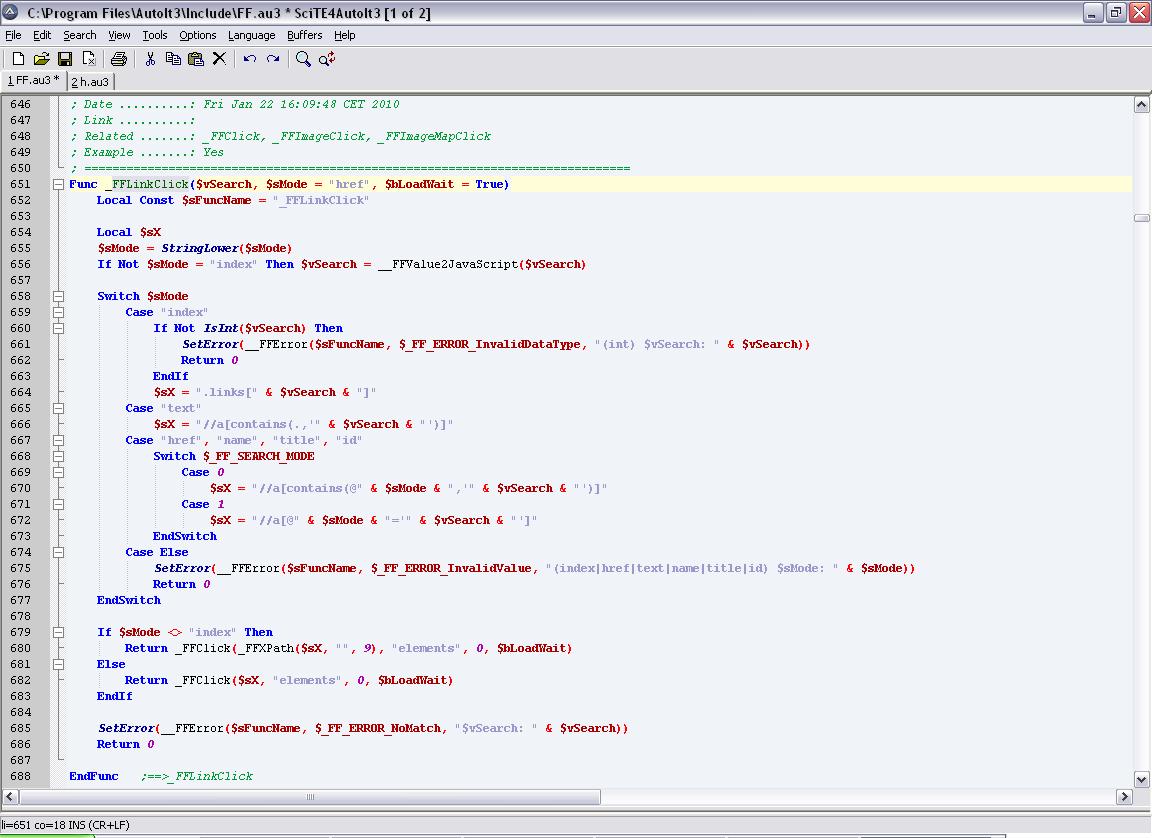 C:\Program Files\AutoIt3\Include\FF.au3 * SciTE4AutoIt3 [1 of 2]
File Edit Search View Tools Options Language Buffers Help
1 FF.au3 * 2 h.au3
646 ; Date ..........: Fri Jan 22 16:09:48 CET 2010
647 ; Link ..........:
648 ; Related .......: _FFClick, _FFImageClick, _FFImageMapClick
649 ; Example .......: Yes
650 ; ==============================================================================
651 Func _FFLinkClick($vSearch, $sMode = "href", $bLoadWait = True)
652 Local Const $sFuncName = "_FFLinkClick"
653
654 Local $sX
655 $sMode = StringLower($sMode)
656 If Not $sMode = "index" Then $vSearch = __FFValue2JavaScript($vSearch)
657
658 Switch $sMode
659 Case "index"
660 If Not IsInt($vSearch) Then
661 SetError(__FFError($sFuncName, $_FF_ERROR_InvalidDataType, "(int) $vSearch: " & $vSearch))
662 Return 0
663 EndIf
664 $sX = ".links[" & $vSearch & "]"
665 Case "text"
666 $sX = "//a[contains(.,'" & $vSearch & "')]"
667 Case "href", "name", "title", "id"
668 Switch $_FF_SEARCH_MODE
669 Case 0
670 $sX = "//a[contains(@" & $sMode & ",'" & $vSearch & "')]"
671 Case 1
672 $sX = "//a[@" & $sMode & "='" & $vSearch & "']"
673 EndSwitch
674 Case Else
675 SetError(__FFError($sFuncName, $_FF_ERROR_InvalidValue, "(index|href|text|name|title|id) $sMode: " & $sMode))
676 Return 0
677 EndSwitch
678
679 If $sMode <> "index" Then
680 Return _FFClick(_FFXPath($sX, "", 9), "elements", 0, $bLoadWait)
681 Else
682 Return _FFClick($sX, "elements", 0, $bLoadWait)
683 EndIf
684
685 SetError(__FFError($sFuncName, $_FF_ERROR_NoMatch, "$vSearch: " & $vSearch))
686 Return 0
687
688 EndFunc ;==>_FFLinkClick
li=651 co=18 INS (CR+LF)